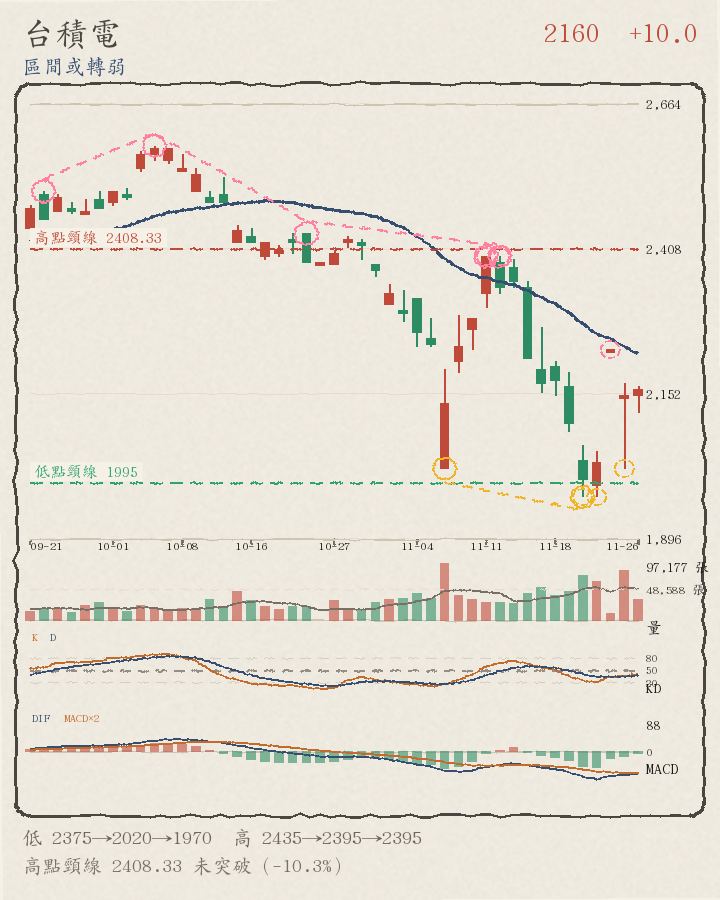 台積電
2160 +10.0
區間或轉弱
2,664
高點頸線 2408.33
2,408
2,152
低點頸線 1995
1,896
09-21 10-01 10-08 10-16 10-27 11-04 11-11 11-18 11-26
97,177 張
48,588 張
量
K D
80
50
20
KD
DIF MACD×2
88
0
MACD
低 2375→2020→1970 高 2435→2395→2395
高點頸線 2408.33 未突破 (-10.3%)